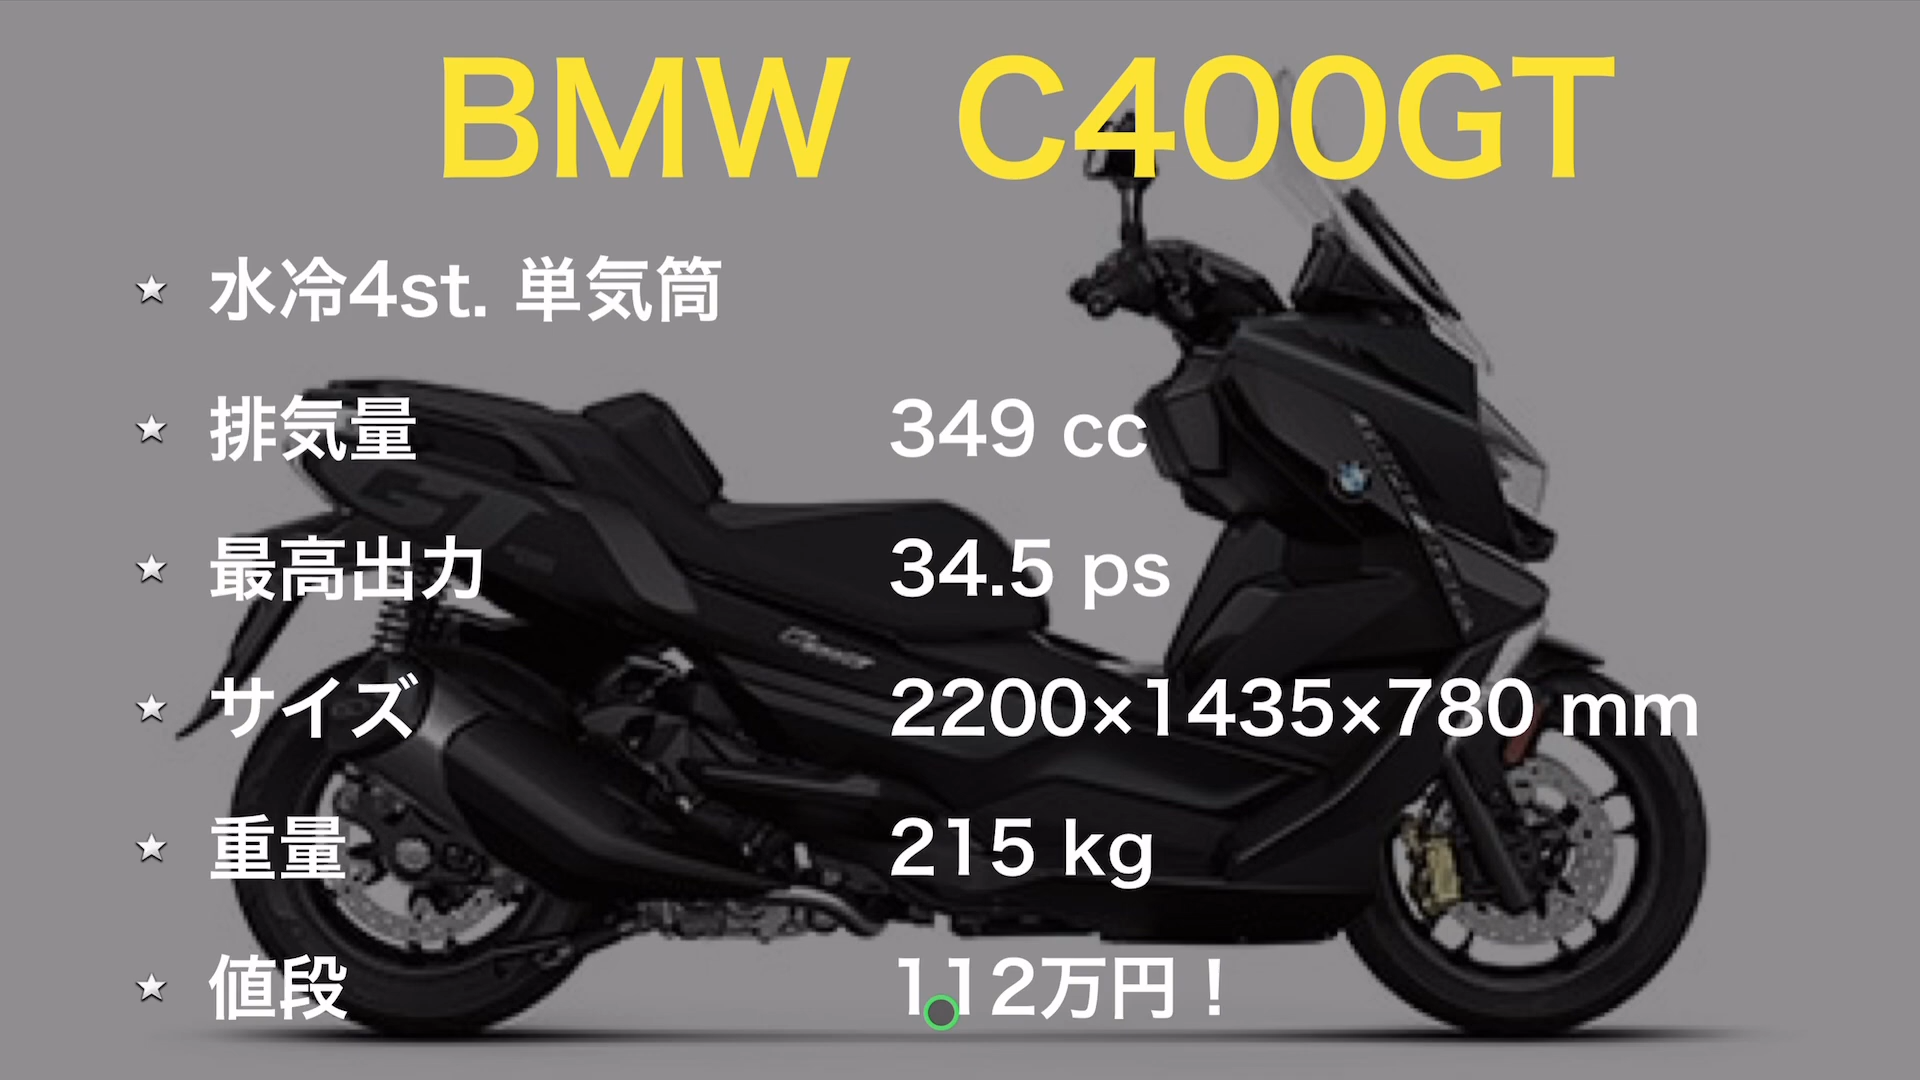 BMW C400GT
水冷4st. 単気筒
排気量 349 cc
最高出力 34.5 ps
サイズ 2200×1435×780 mm
重量 215 kg
値段 112万円！
GT